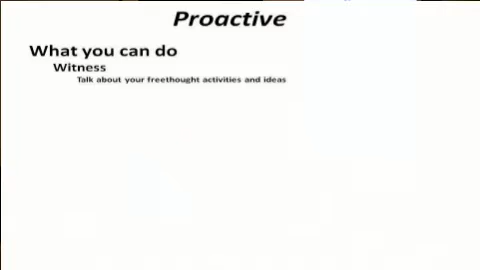 Proactive
What you can do
Witness
Talk about your freethought activities and ideas